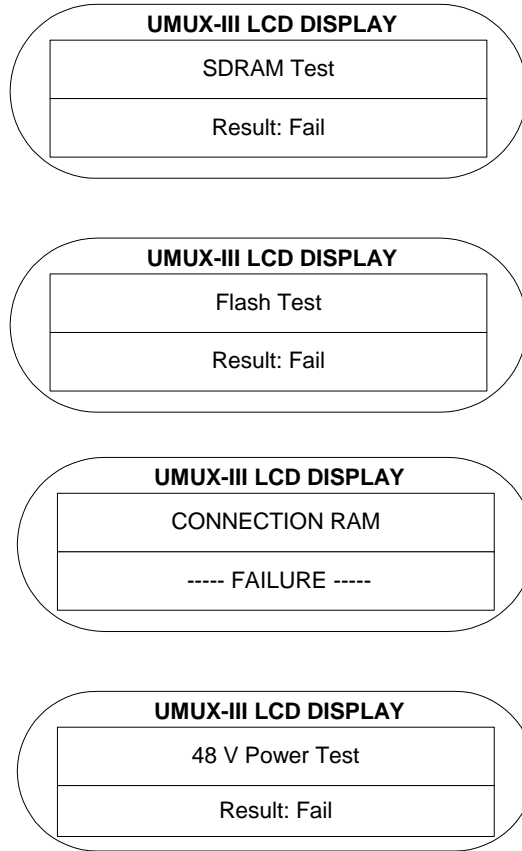 UMUX-III LCD DISPLAY
SDRAM Test
Result: Fail
UMUX-III LCD DISPLAY
Flash Test
Result: Fail
UMUX-III LCD DISPLAY
CONNECTION RAM
----- FAILURE -----
UMUX-III LCD DISPLAY
48 V Power Test
Result: Fail